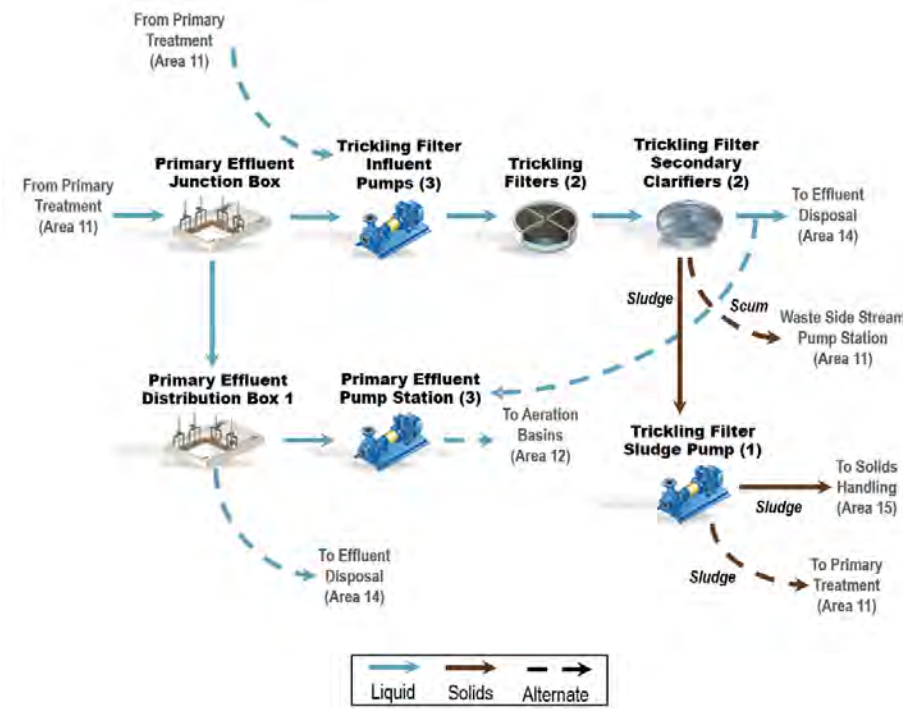 From Primary
Treatment
(Area 11)
From Primary
Treatment
(Area 11)
Primary Effluent
Junction Box
Trickling Filter
Influent
Pumps (3)
Trickling
Filters (2)
Trickling Filter
Secondary
Clarifiers (2)
To Effluent
Disposal
(Area 14)
Sludge
Scum
Waste Side Stream
Pump Station
(Area 11)
Primary Effluent
Distribution Box 1
Primary Effluent
Pump Station (3)
To Aeration
Basins
(Area 12)
Trickling Filter
Sludge Pump (1)
Sludge
To Solids
Handling
(Area 15)
To Effluent
Disposal
(Area 14)
Sludge
To Primary
Treatment
(Area 11)
Liquid
Solids
Alternate